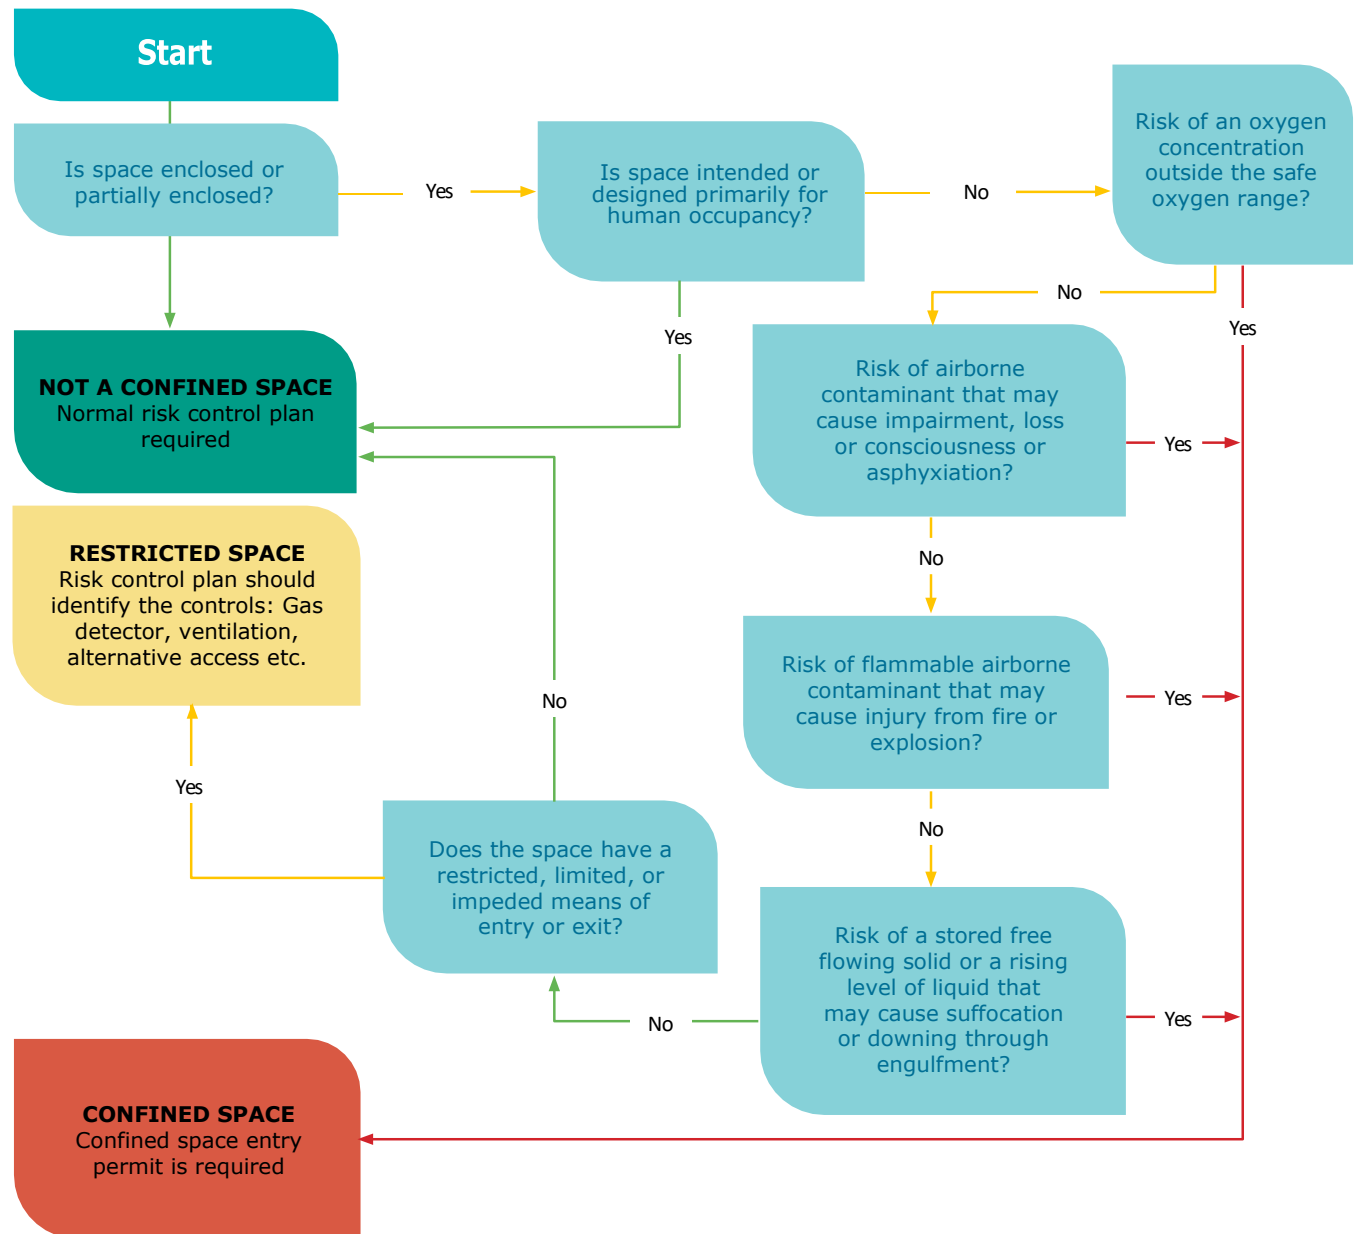 Start
Is space enclosed or
partially enclosed?
Yes
Is space intended or
designed primarily for
human occupancy?
No
Risk of an oxygen
concentration
outside the safe
oxygen range?
No
Yes
Yes
NOT A CONFINED SPACE
Normal risk control plan
required
Risk of airborne
contaminant that may
cause impairment, loss
or consciousness or
asphyxiation?
Yes
No
RESTRICTED SPACE
Risk control plan should
identify the controls: Gas
detector, ventilation,
alternative access etc.
No
Risk of flammable airborne
contaminant that may
cause injury from fire or
explosion?
Yes
Yes
No
Does the space have a
restricted, limited, or
impeded means of
entry or exit?
No
Risk of a stored free
flowing solid or a rising
level of liquid that
may cause suffocation
or downing through
engulfment?
Yes
CONFINED SPACE
Confined space entry
permit is required